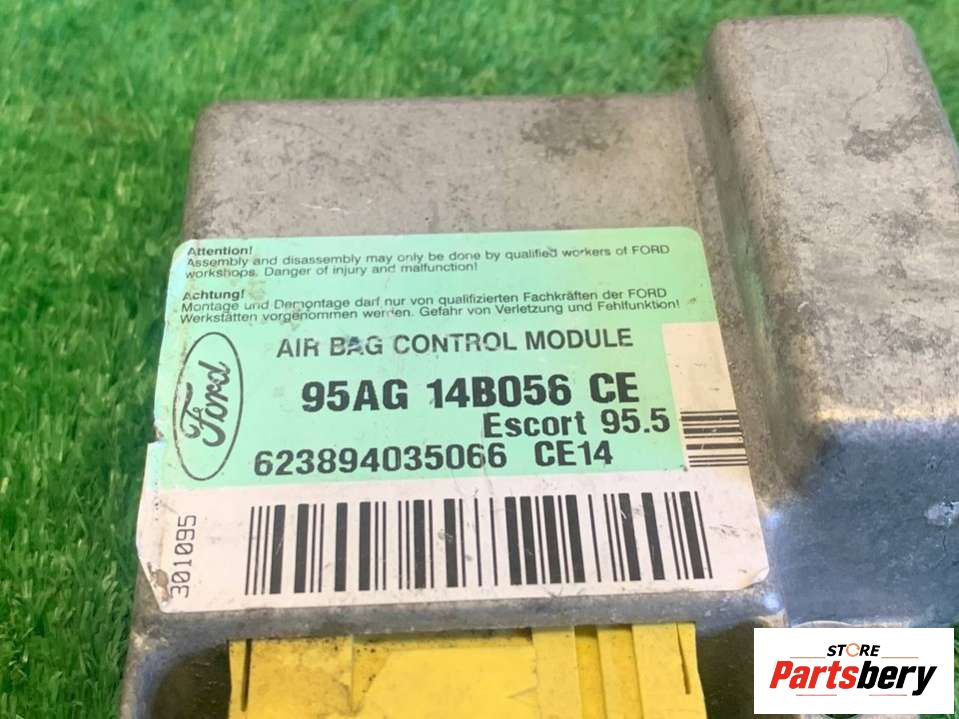 Attention!
Assembly and disassembly may only be done by qualified workers of FORD
workshops. Danger of injury and malfunction!
Achtung!
Montage und Demontage darf nur von qualifizierten Fachkräften der FORD
Werkstätten vorgenommen werden. Gefahr von Verletzung und Fehlfunktion!
AIR BAG CONTROL MODULE
Ford
95AG 14B056 CE
Escort 95.5
623894035066 CE14
301095
STORE
Partsbery